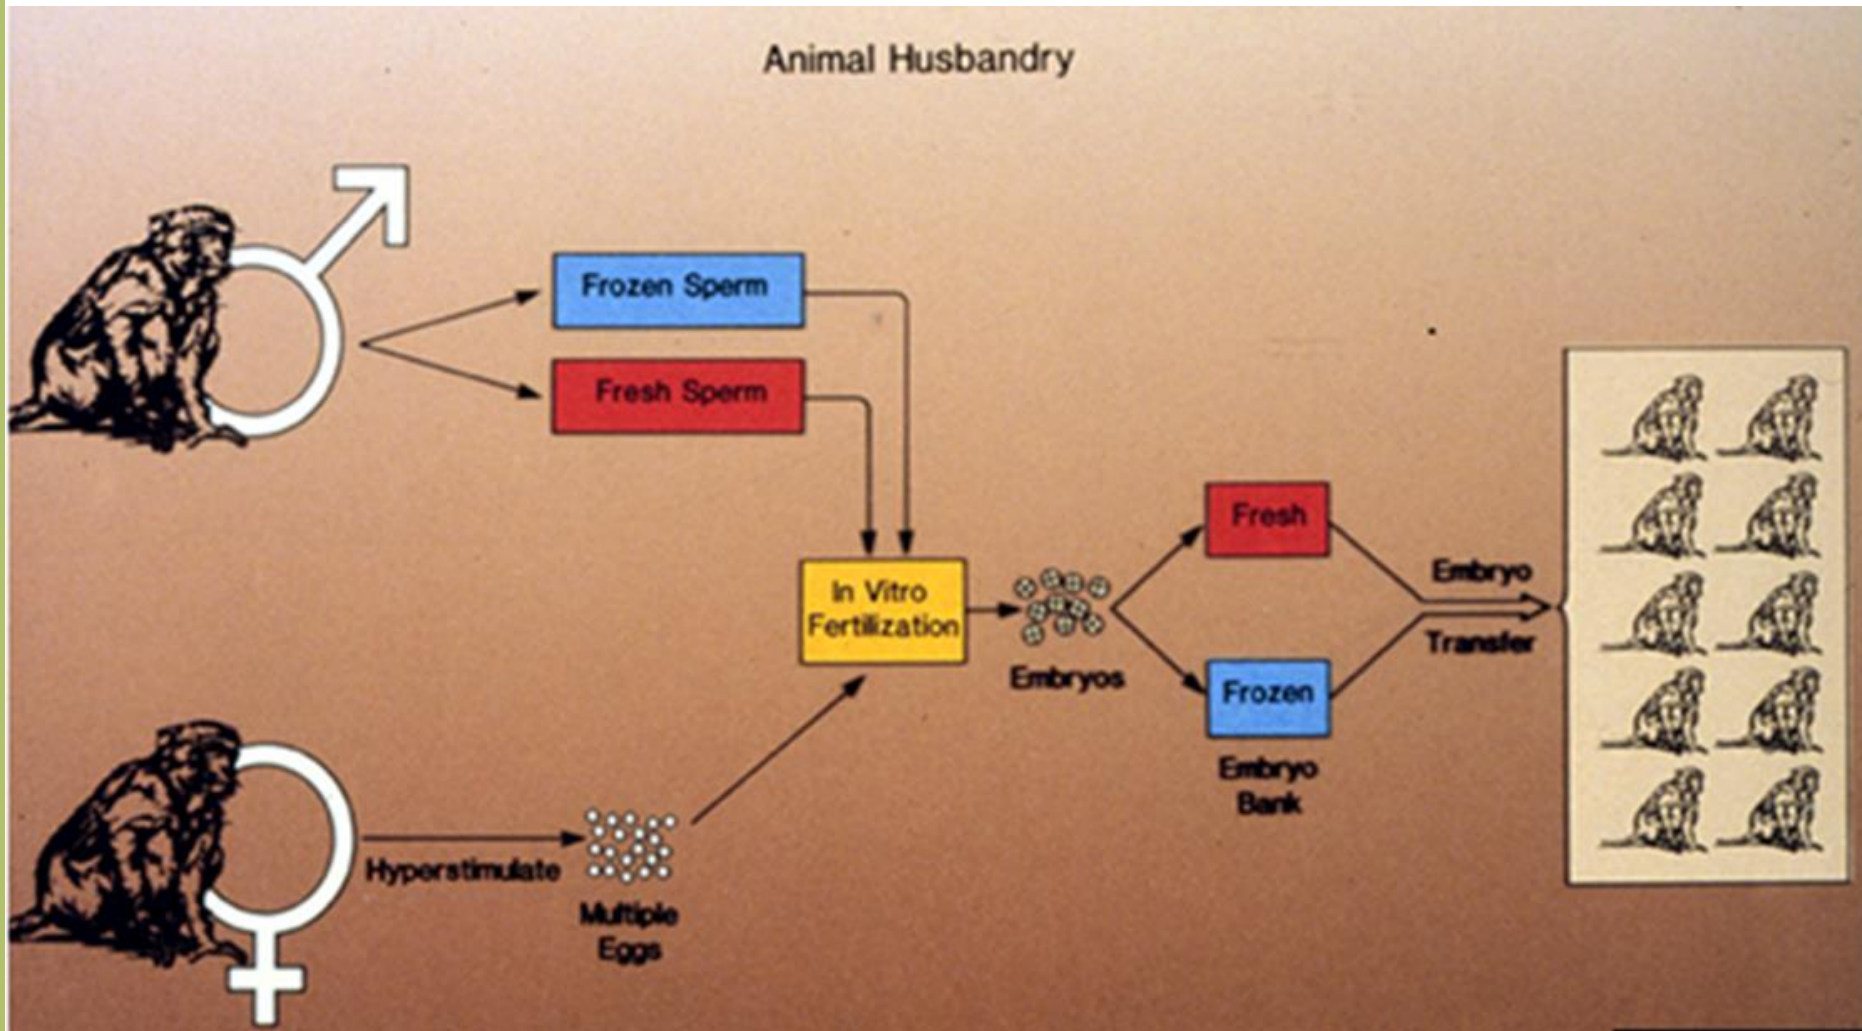 Animal Husbandry
Frozen Sperm
Fresh Sperm
In Vitro
Fertilization
Hyperstimulate
Multiple
Eggs
Embryos
Fresh
Frozen
Embryo
Bank
Embryo
Transfer